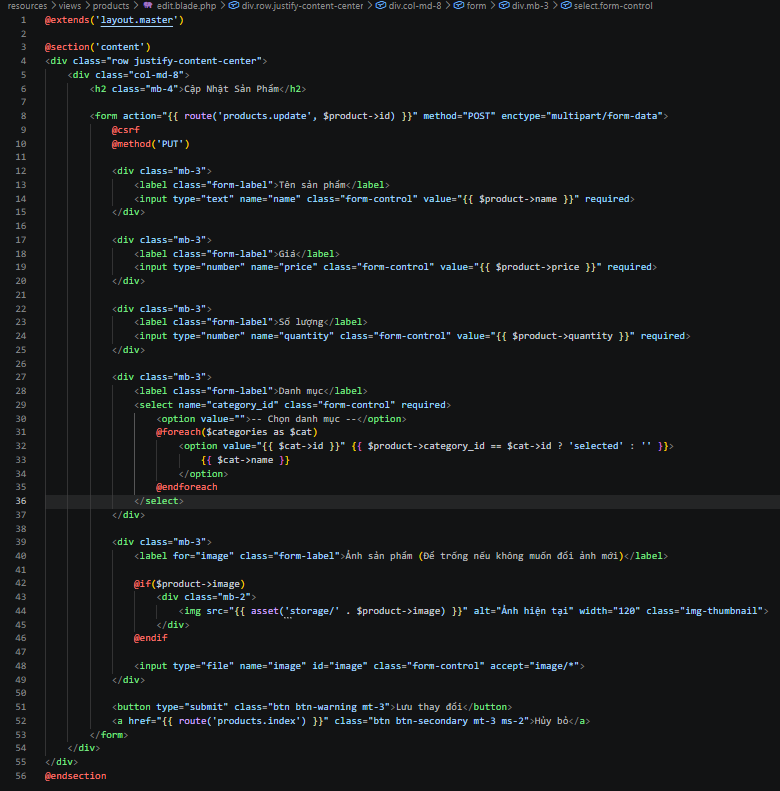 resources > views > products > edit.blade.php > div.row.justify-content-center > div.col-md-8 > form > div.mb-3 > select.form-control
1 @extends('layout.master')
2
3 @section('content')
4 <div class="row justify-content-center">
5 <div class="col-md-8">
6 <h2 class="mb-4">Cập Nhật Sản Phẩm</h2>
7
8 <form action="{{ route('products.update', $product->id) }}" method="POST" enctype="multipart/form-data">
9 @csrf
10 @method('PUT')
11
12 <div class="mb-3">
13 <label class="form-label">Tên sản phẩm</label>
14 <input type="text" name="name" class="form-control" value="{{ $product->name }}" required>
15 </div>
16
17 <div class="mb-3">
18 <label class="form-label">Giá</label>
19 <input type="number" name="price" class="form-control" value="{{ $product->price }}" required>
20 </div>
21
22 <div class="mb-3">
23 <label class="form-label">Số lượng</label>
24 <input type="number" name="quantity" class="form-control" value="{{ $product->quantity }}" required>
25 </div>
26
27 <div class="mb-3">
28 <label class="form-label">Danh mục</label>
29 <select name="category_id" class="form-control" required>
30 <option value="">-- Chọn danh mục --</option>
31 @foreach($categories as $cat)
32 <option value="{{ $cat->id }}" {{ $product->category_id == $cat->id ? 'selected' : '' }}>
33 {{ $cat->name }}
34 </option>
35 @endforeach
36 </select>
37 </div>
38
39 <div class="mb-3">
40 <label for="image" class="form-label">Ảnh sản phẩm (Để trống nếu không muốn đổi ảnh mới)</label>
41
42 @if($product->image)
43 <div class="mb-2">
44 <img src="{{ asset('storage/' . $product->image) }}" alt="Ảnh hiện tại" width="120" class="img-thumbnail">
45 </div>
46 @endif
47
48 <input type="file" name="image" id="image" class="form-control" accept="image/*">
49 </div>
50
51 <button type="submit" class="btn btn-warning mt-3">Lưu thay đổi</button>
52 <a href="{{ route('products.index') }}" class="btn btn-secondary mt-3 ms-2">Hủy bỏ</a>
53 </form>
54 </div>
55 </div>
56 @endsection